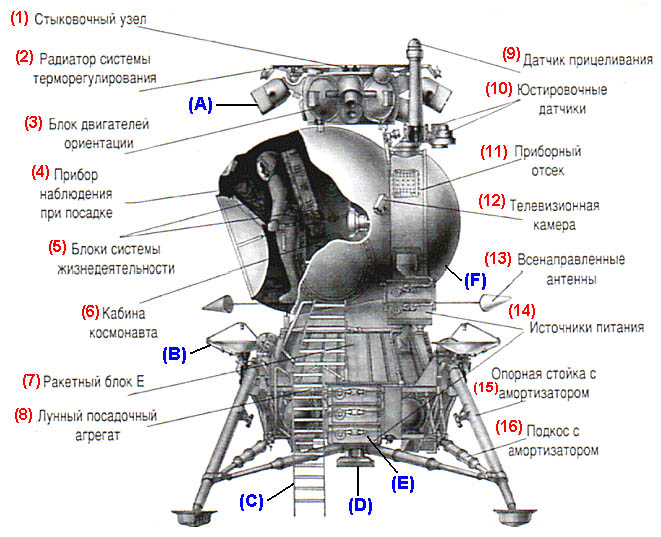 (1) Стыковочный узел
(2) Радиатор системы
терморегулирования
(A)
(3) Блок двигателей
ориентации
(4) Прибор
наблюдения
при посадке
(5) Блоки системы
жизнедеятельности
(6) Кабина
космонавта
(B)
(7) Ракетный блок Е
(8) Лунный посадочный
агрегат
(C)
(D)
(E)
(9) Датчик прицеливания
(10) Юстировочные
датчики
(11) Приборный
отсек
(12) Телевизионная
камера
(F)
(13) Всенаправленные
антенны
(14)
Источники питания
(15) Опорная стойка с
амортизатором
(16) Подкос с
амортизатором